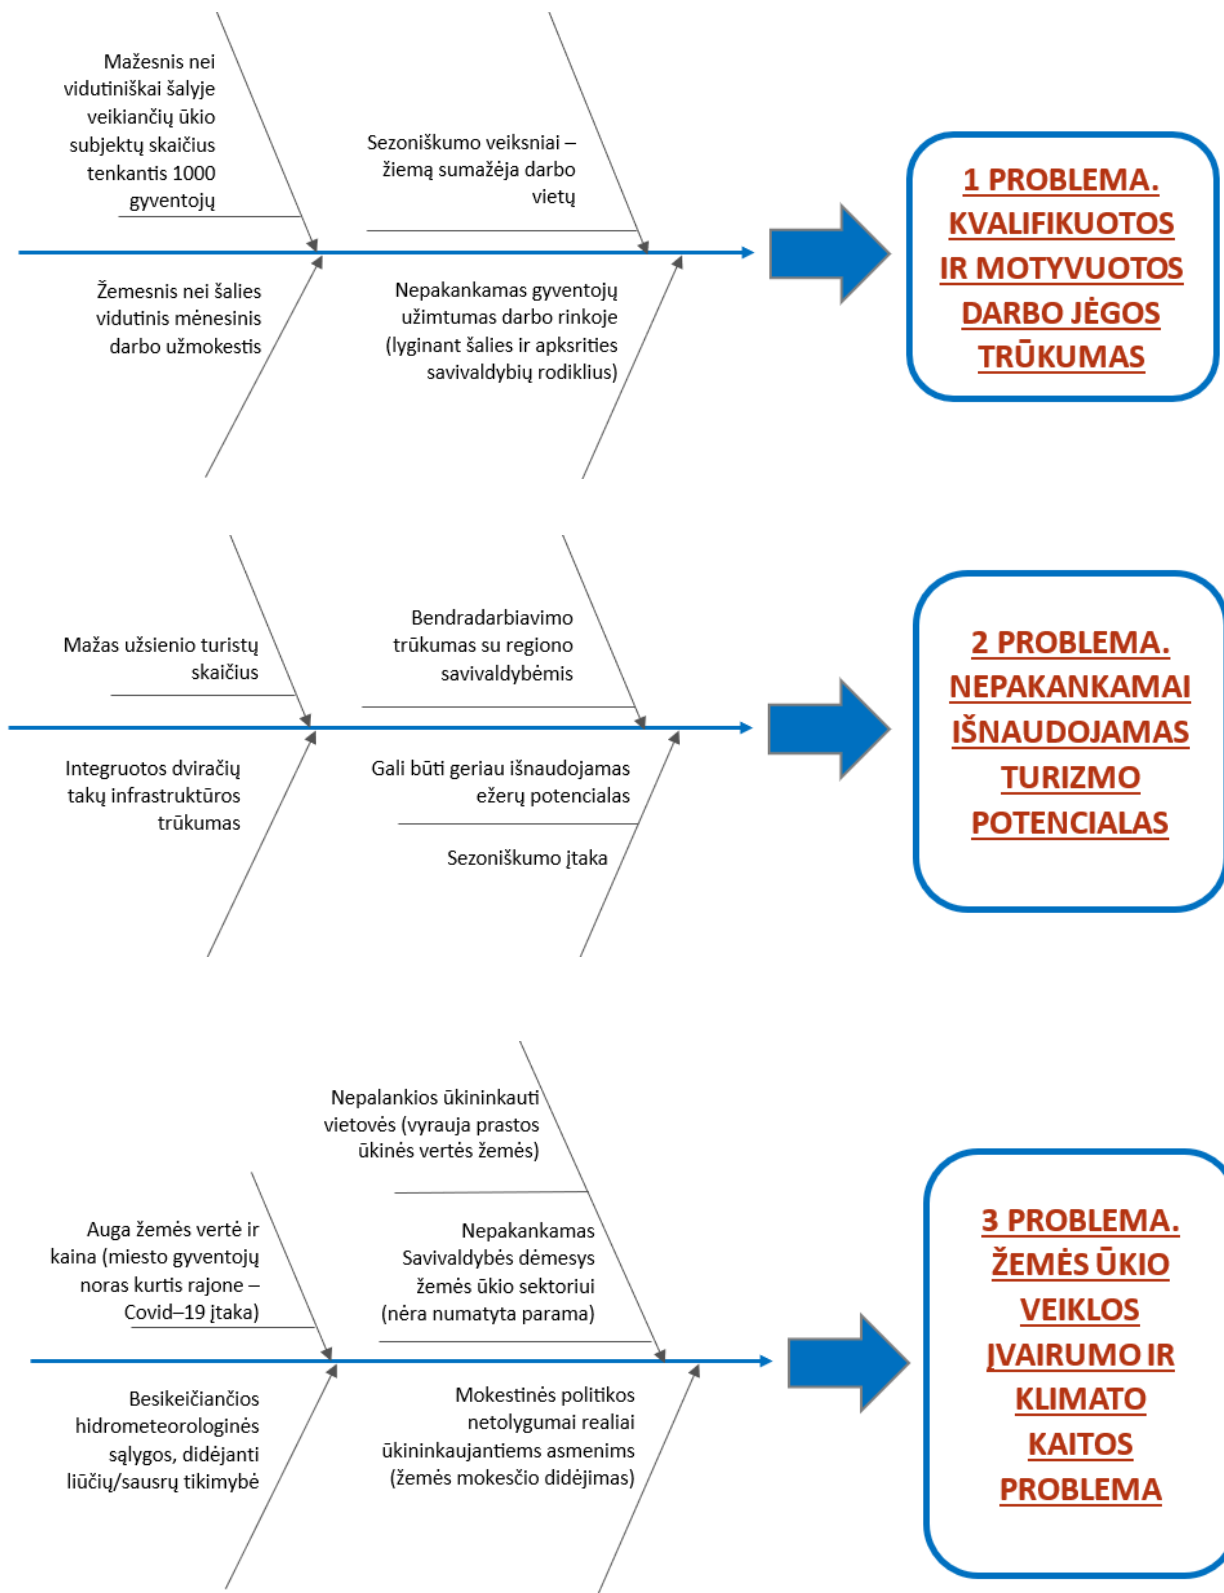 Mažesnis nei
vidutiniškai šalyje
veikiančių ūkio
subjektų skaičius
tenkantis 1000
gyventojų
Sezoniškumo veiksniai –
žiemą sumažėja darbo
vietų
Žemesnis nei šalies
vidutinis mėnesinis
darbo užmokestis
Nepakankamas gyventojų
užimtumas darbo rinkoje
(lyginant šalies ir apksrities
savivaldybių rodiklius)
1 PROBLEMA.
KVALIFIKUOTOS
IR MOTYVUOTOS
DARBO JĖGOS
TRŪKUMAS
Mažas užsienio turistų
skaičius
Bendradarbiavimo
trūkumas su regiono
savivaldybėmis
Integruotos dviračių
takų infrastruktūros
trūkumas
Gali būti geriau išnaudojamas
ežerų potencialas
Sezoniškumo įtaka
2 PROBLEMA.
NEPAKANKAMAI
IŠNAUDOJAMAS
TURIZMO
POTENCIALAS
Nepalankios ūkininkauti
vietovės (vyrauja prastos
ūkinės vertės žemės)
Auga žemės vertė ir
kaina (miesto gyventojų
noras kurtis rajone –
Covid–19 įtaka)
Nepakankamas
Savivaldybės dėmesys
žemės ūkio sektoriui
(nėra numatyta parama)
Besikeičiančios
hidrometeorologinės
sąlygos, didėjanti
liūčių/sausrų tikimybė
Mokestinės politikos
netolygumai realiai
ūkininkaujantiems asmenims
(žemės mokesčio didėjimas)
3 PROBLEMA.
ŽEMĖS ŪKIO
VEIKLOS
ĮVAIRUMO IR
KLIMATO
KAITOS
PROBLEMA